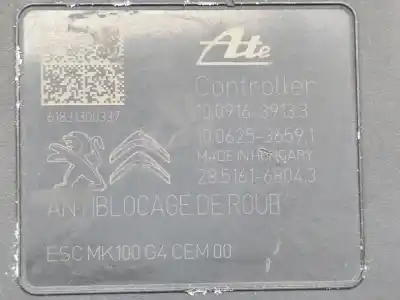 Ate
Controller
61831300337
10.0916-3913.3
10.0625-3659.1
MADE IN HUNGARY
28.5161-6804.3
ANTIBLOCAGE DE ROUE
ESC MK100 G4 CEM 00